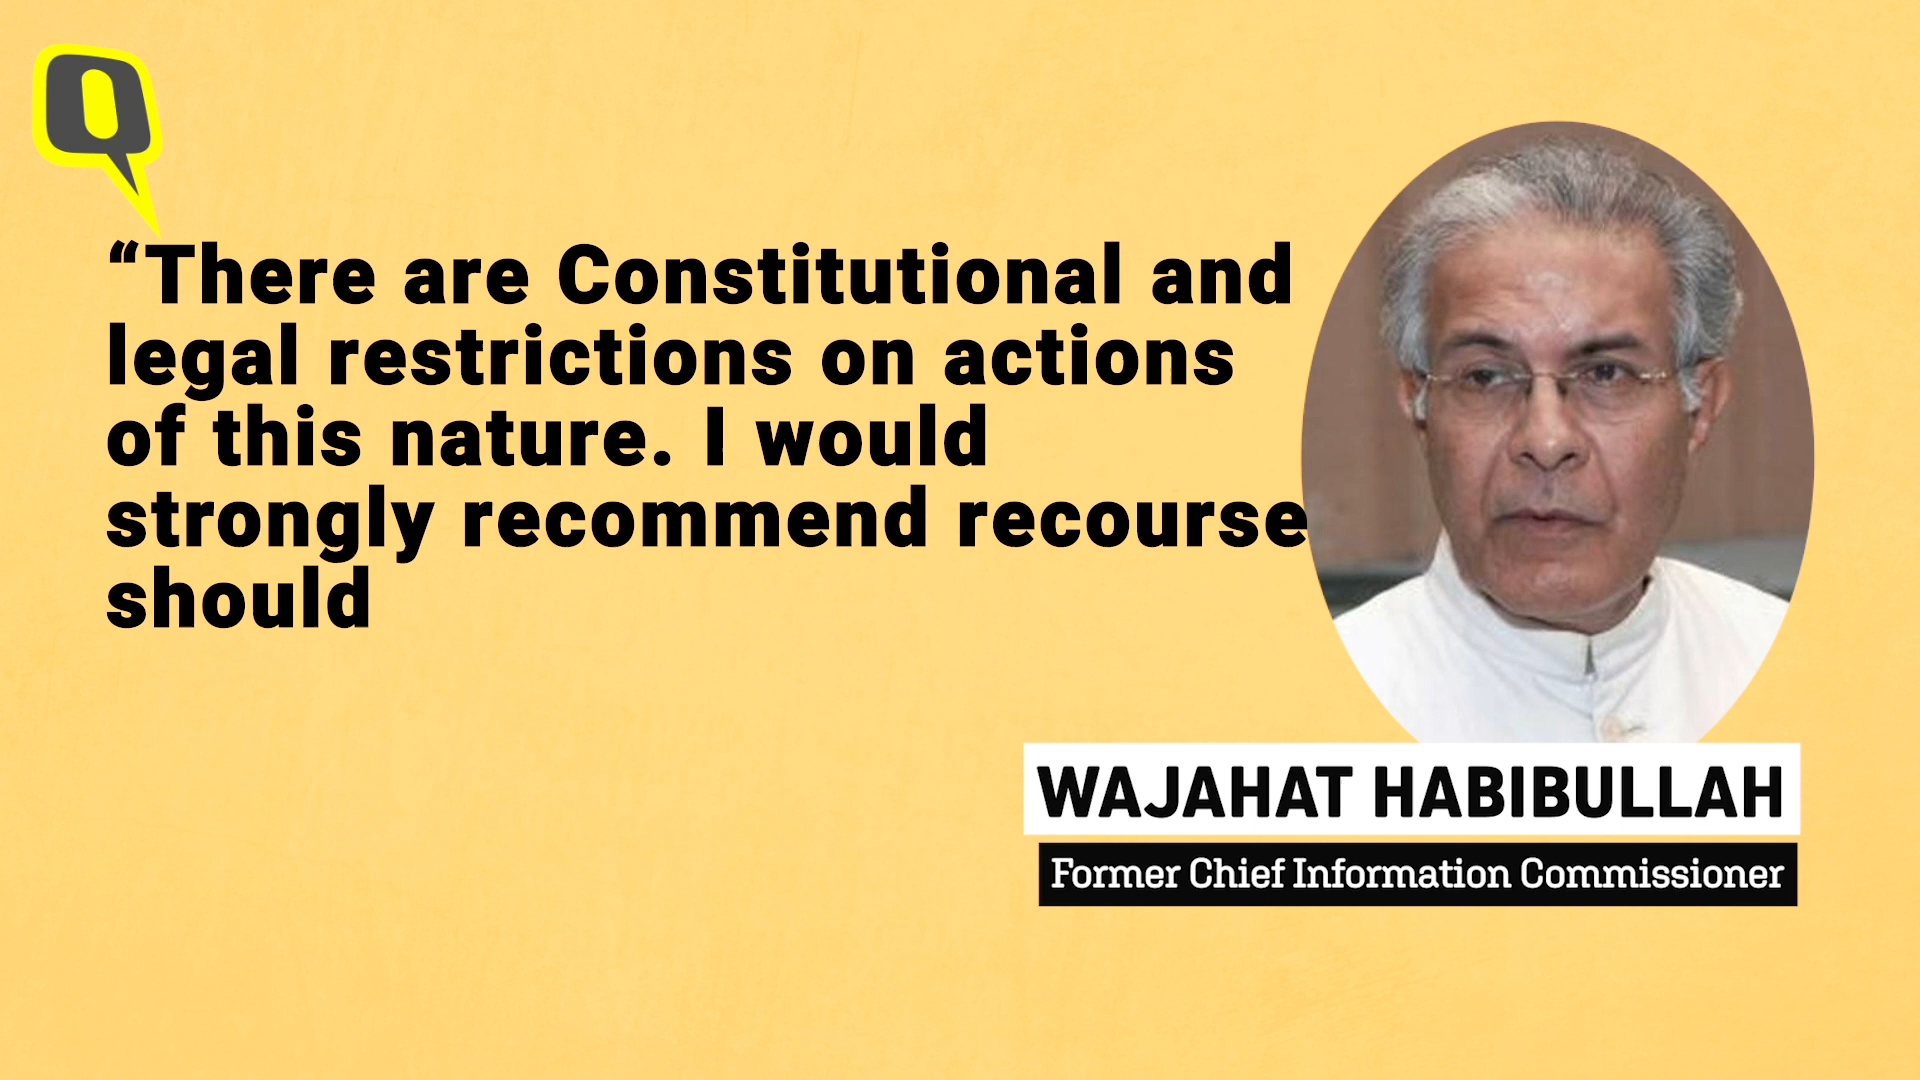 Q
“There are Constitutional and
legal restrictions on actions
of this nature. I would
strongly recommend recourse
should
WAJAHAT HABIBULLAH
Former Chief Information Commissioner